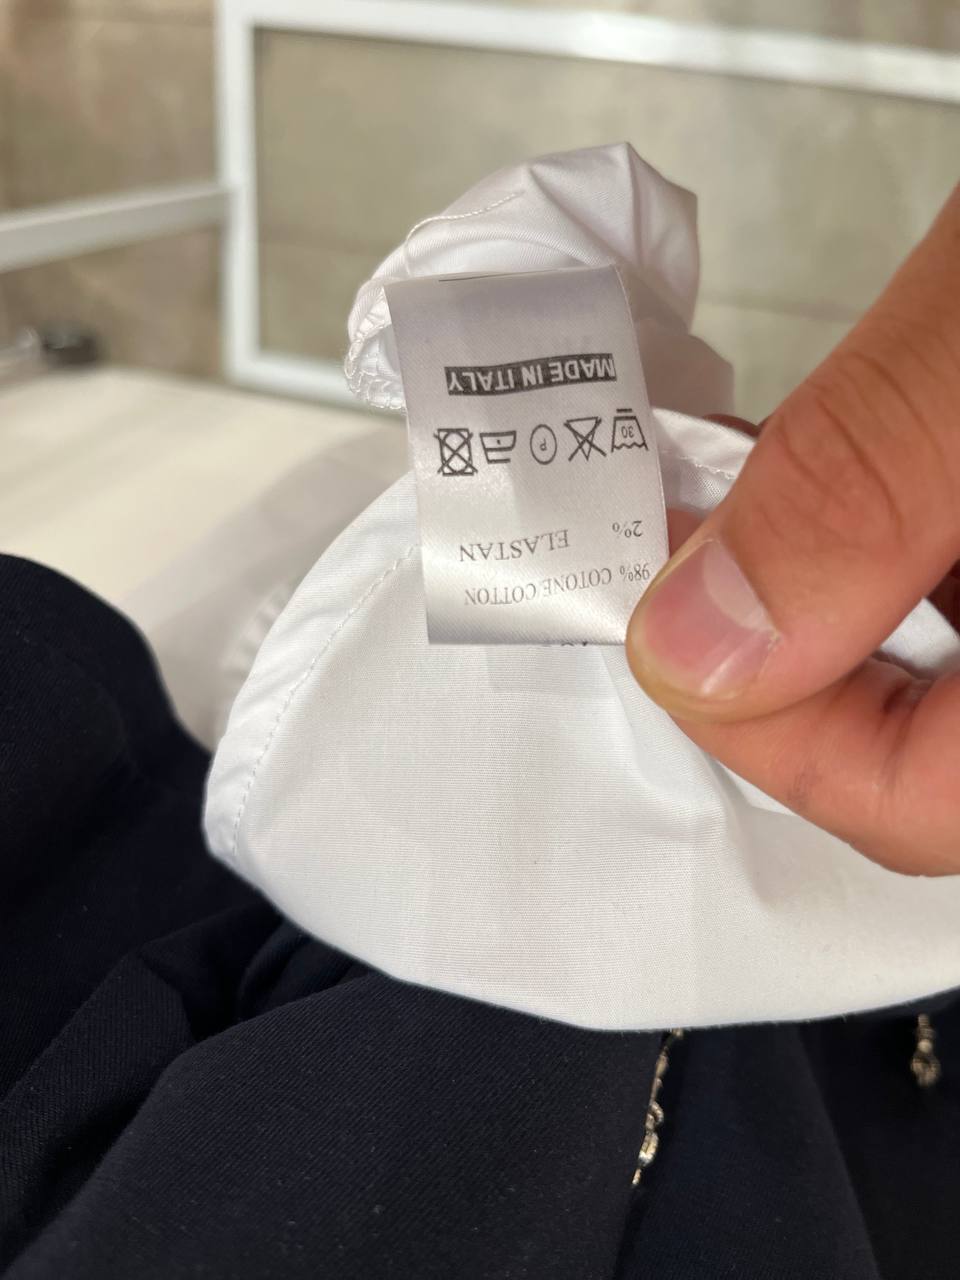 98% COTONE COTTON
2%
ELASTAN
30
P
MADE IN ITALY